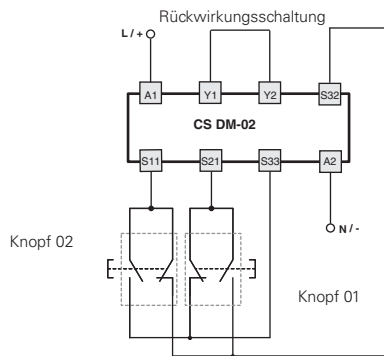 Rückwirkungsschaltung
L / +
A1
Y1
Y2
S32
CS DM-02
S11
S21
S33
A2
N / -
Knopf 02
Knopf 01